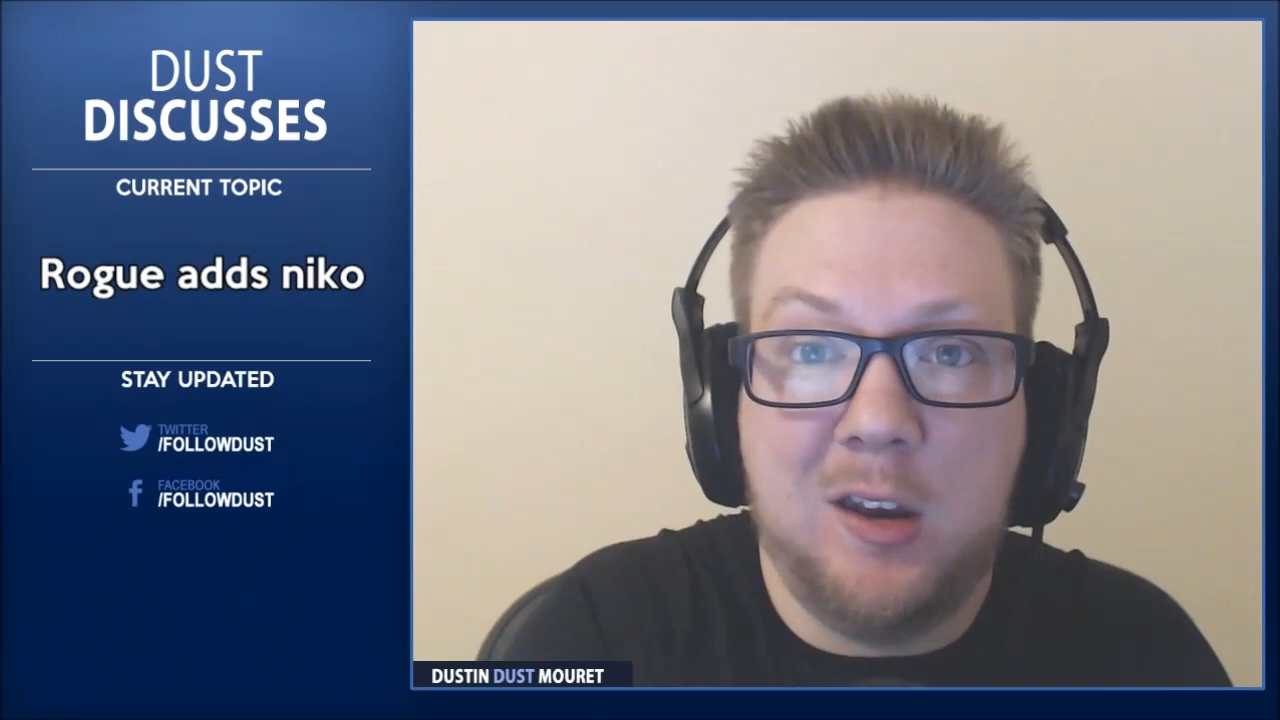 DUST
DISCUSSES
CURRENT TOPIC
Rogue adds niko
STAY UPDATED
TWITTER
/FOLLOWDUST
FACEBOOK
/FOLLOWDUST
DUSTIN DUST MOURET